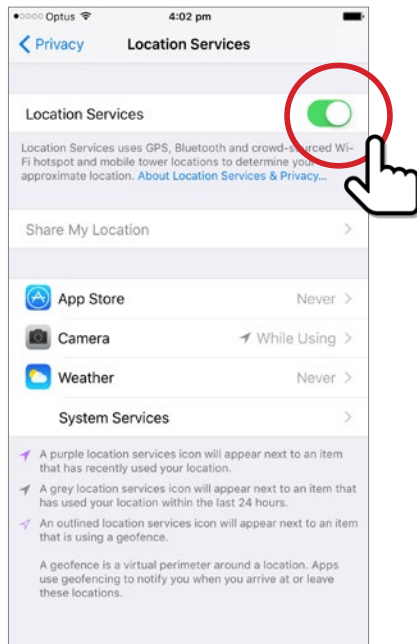 Optus 4:02 pm
Privacy Location Services
Location Services
Location Services uses GPS, Bluetooth and crowd-sourced Wi-
Fi hotspot and mobile tower locations to determine your
approximate location. About Location Services & Privacy...
Share My Location
App Store Never
Camera While Using
Weather Never
System Services
A purple location services icon will appear next to an item
that has recently used your location.
A grey location services icon will appear next to an item that
has used your location within the last 24 hours.
An outlined location services icon will appear next to an item
that is using a geofence.
A geofence is a virtual perimeter around a location. Apps
use geofencing to notify you when you arrive at or leave
these locations.